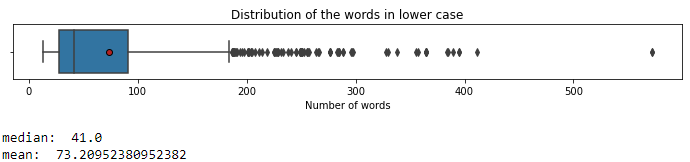 Distribution of the words in lower case
0 100 200 300 400 500
Number of words
median:  41.0
mean:  73.20952380952382